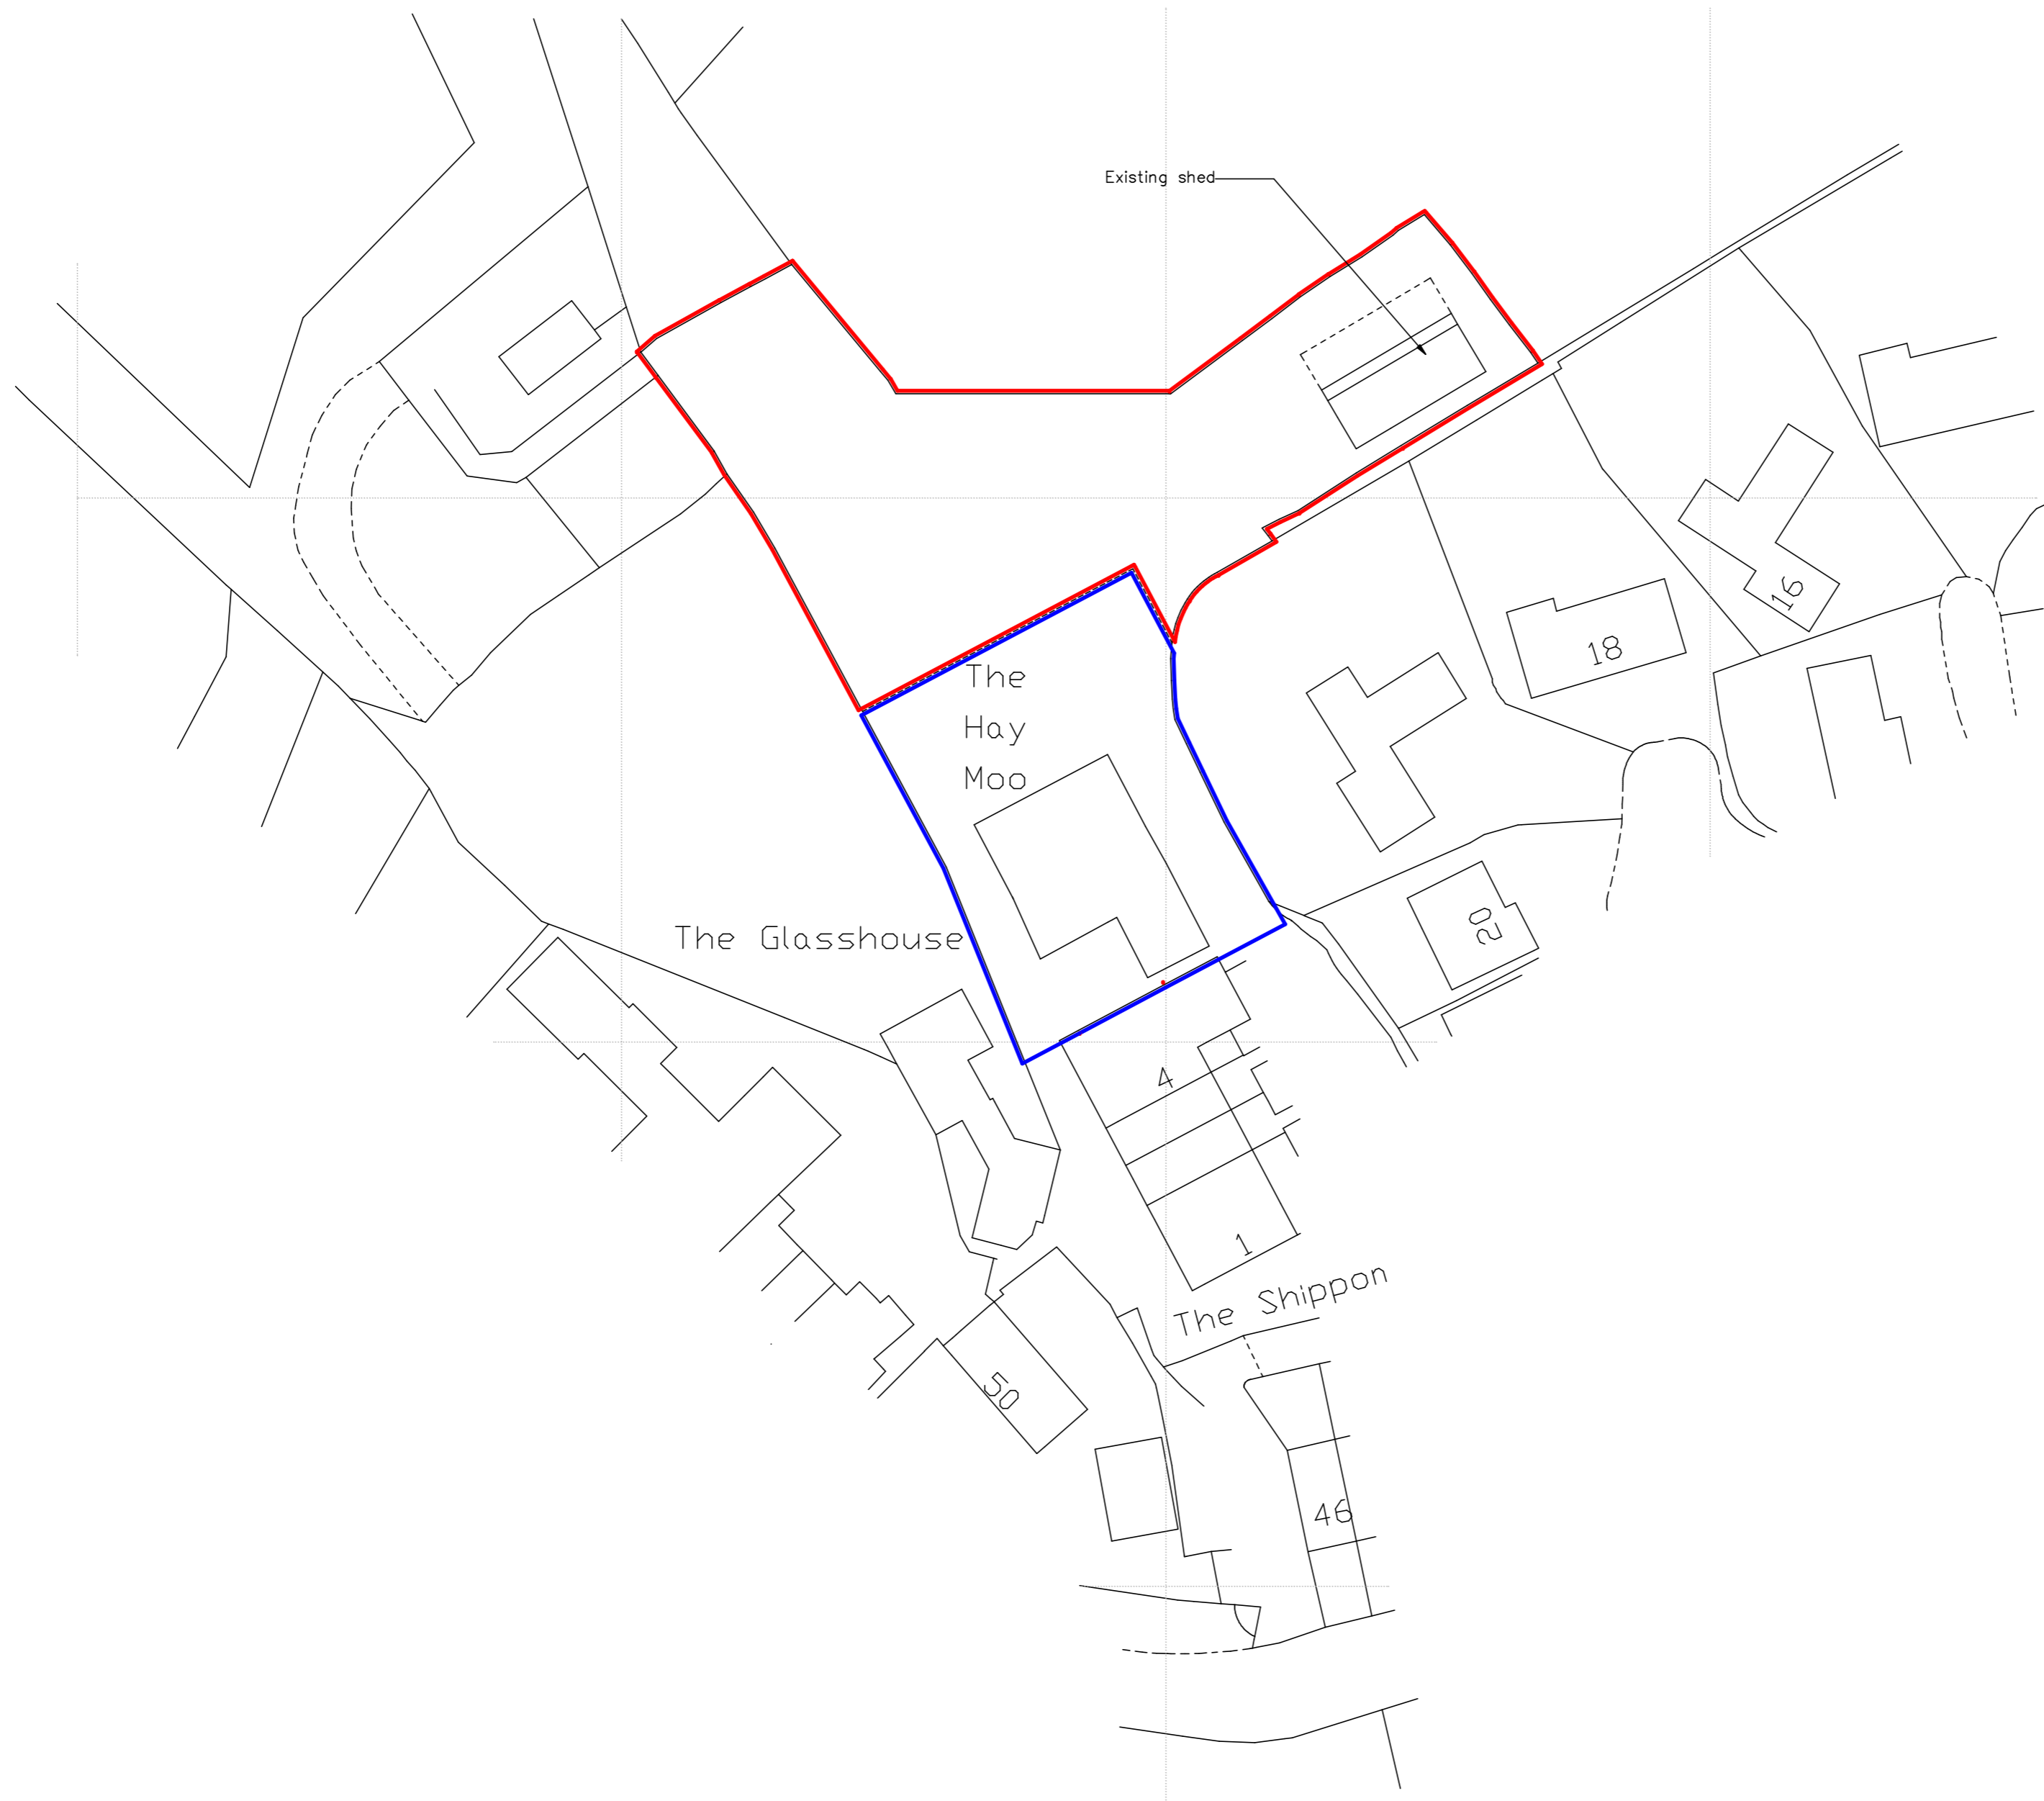 Existing shed
16
18
The
Hay
Moo
20
The Glasshouse
4
1
The Shippon
50
46